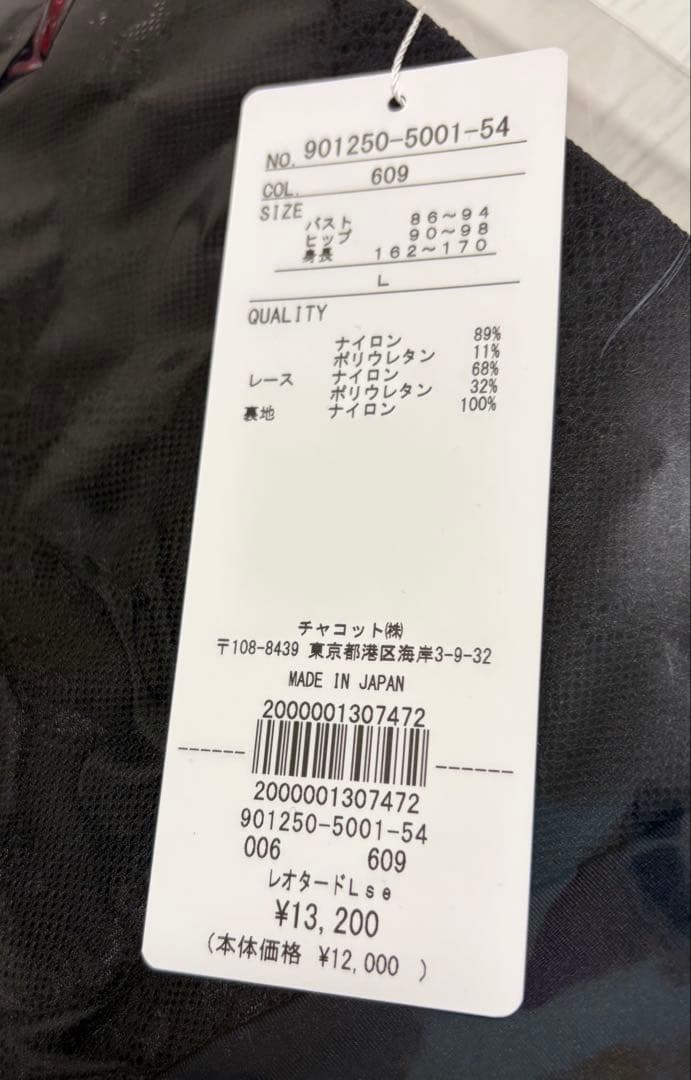 NO. 901250-5001-54
COL. 609
SIZE
バスト 86～94
ヒップ 90～98
身長 162～170
L
QUALITY
ナイロン 89%
ポリウレタン 11%
レース ナイロン 68%
ポリウレタン 32%
裏地 ナイロン 100%
チャコット㈱
〒108-8439 東京都港区海岸3-9-32
MADE IN JAPAN
2000001307472
2000001307472
901250-5001-54
006 609
レオタードLse
¥13,200
(本体価格 ¥12,000 )